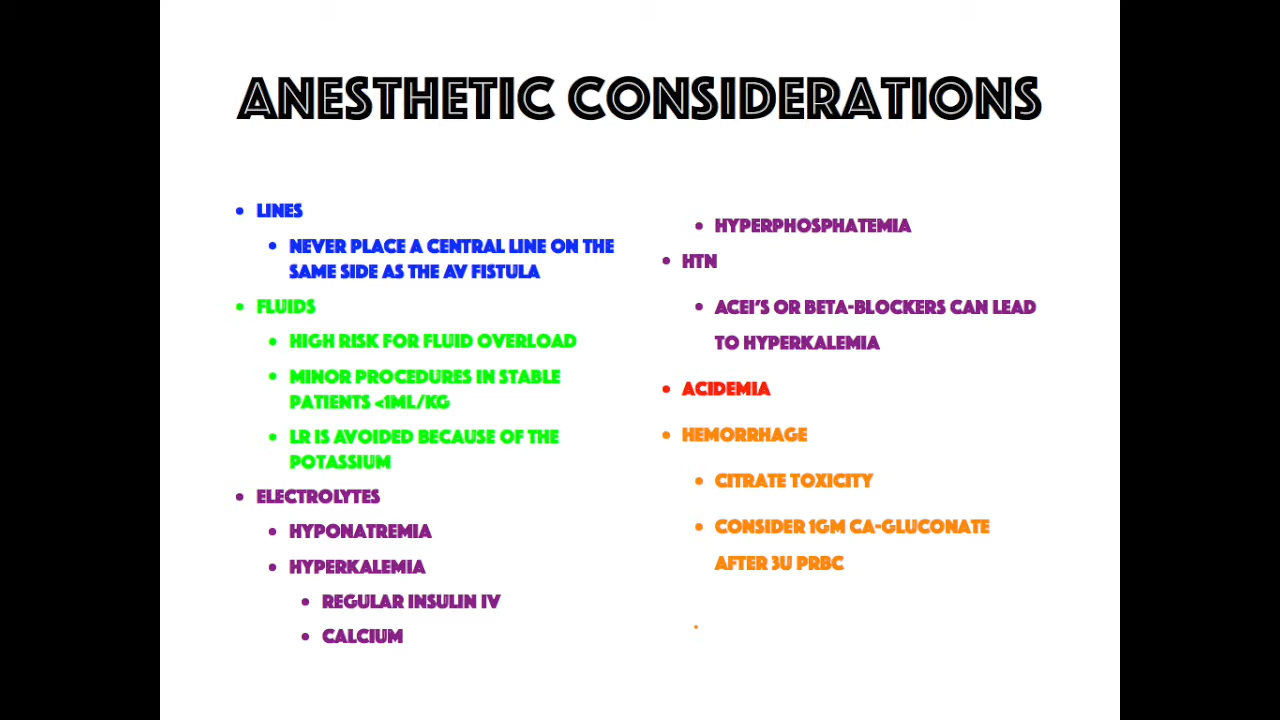 ANESTHETIC CONSIDERATIONS
• LINES
• NEVER PLACE A CENTRAL LINE ON THE
SAME SIDE AS THE AV FISTULA
• FLUIDS
• HIGH RISK FOR FLUID OVERLOAD
• MINOR PROCEDURES IN STABLE
PATIENTS <1ML/KG
• LR IS AVOIDED BECAUSE OF THE
POTASSIUM
• ELECTROLYTES
• HYPONATREMIA
• HYPERKALEMIA
• REGULAR INSULIN IV
• CALCIUM
• HYPERPHOSPHATEMIA
• HTN
• ACEI'S OR BETA-BLOCKERS CAN LEAD
TO HYPERKALEMIA
• ACIDEMIA
• HEMORRHAGE
• CITRATE TOXICITY
• CONSIDER 1GM CA-GLUCONATE
AFTER 3U PRBC